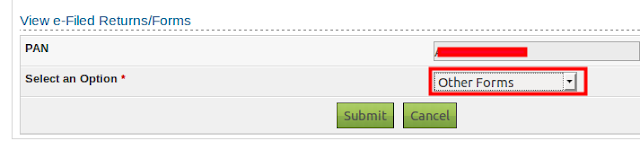 View e-Filed Returns/Forms
PAN
Select an Option * Other Forms
Submit Cancel